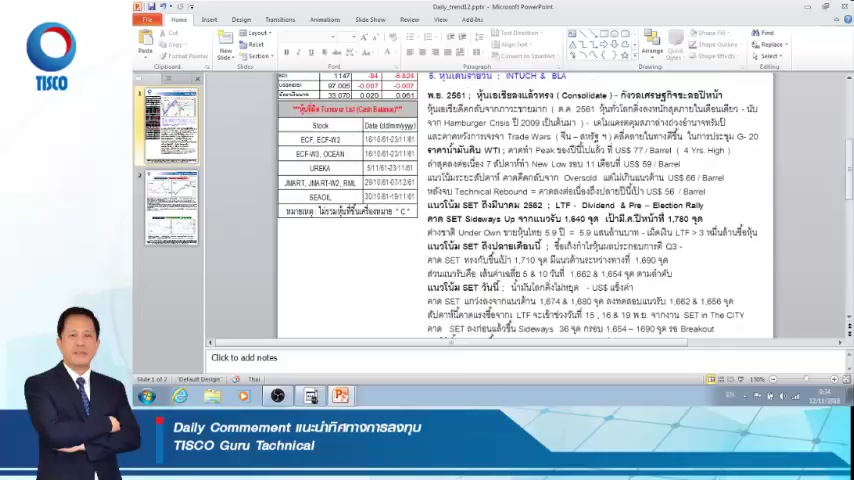 Daily_trend12.pptx - Microsoft PowerPoint
File Home Insert Design Transitions Animations Slide Show Review View Add-Ins
TISCO
Paste
Cut
Copy
Format Painter
Clipboard
New Slide
Layout
Reset
Section
Slides
Font
Paragraph
Text Direction
Align Text
Convert to SmartArt
Arrange
Quick Styles
Shape Fill
Shape Outline
Shape Effects
Drawing
Find
Replace
Select
Editing
1147 -84 -6.824
97.005 -0.007 -0.007
33.070 0.020 0.061
**หุ้นที่ติด Turnover List (Cash Balance)**
Stock Date (dd/mm/yyyy)
ECF, ECF-W2
ECF-W3, OCEAN 16/10/61-23/11/61
UREKA 5/11/61-23/11/61
JMART, JMART-W2, RML 29/10/61-07/12/61
SEAOIL 30/10/61-19/11/61
หมายเหตุ : ไม่รวมหุ้นที่ขึ้นเครื่องหมาย " C "
หุ้นเด่นรายวัน ; INTUCH & BLA
พ.ย. 2561 ; หุ้นเอเชียลงแล้วทรง ( Consolidate ) - กังวลเศรษฐกิจชะลอปีหน้า
หุ้นเอเชียดีดกลับจากภาวะขายมาก ( ต.ค. 2561 หุ้นทั่วโลกดิ่งลงหนักสุดภายในเดือนเดียว - นับ
จาก Hamburger Crisis ปี 2009 เป็นต้นมา ) - เดโมแครตคุมสภาล่างถ่วงอำนาจทรัมป์
และคาดหวังการเจรจา Trade Wars ( จีน – สหรัฐ ฯ ) คลี่คลายในทางดีขึ้น ในการประชุม G- 20
ราคาน้ำมันดิบ WTI ; คาดทำ Peak ของปีนี้ไปแล้วที่ US$ 77 / Barrel ( 4 Yrs. High )
ล่าสุดลงต่อเนื่อง 7 สัปดาห์ทำ New Low รอบ 11 เดือนที่ US$ 59 / Barrel
แนวโน้มระยะสัปดาห์ คาดดีดกลับจาก Oversold แต่ไม่เกินแนวต้าน US$ 66 / Barrel
หลังจบ Technical Rebound = คาดลงต่อเนื่องถึงปลายปีนี้เป้า US$ 56 / Barrel
แนวโน้ม SET ถึงมีนาคม 2562 ; LTF - Dividend & Pre – Election Rally
คาด SET Sideways Up จากแนวรับ 1,640 จุด เป้ามี.ค.ปีหน้าที่ 1,780 จุด
ต่างชาติ Under Own ขายหุ้นไทย 5.9 ปี = 5.9 แสนล้านบาท - เม็ดเงิน LTF > 3 หมื่นล้านซื้อหุ้น
แนวโน้ม SET ถึงปลายเดือนนี้ ; ซื้อเก็งกำไรหุ้นผลประกอบการดี Q3 -
คาด SET ทรงกับขึ้นเป้า 1,710 จุด มีแนวต้านระหว่างทางที่ 1,690 จุด
ส่วนแนวรับคือ เส้นค่าเฉลี่ย 5 & 10 วันที่ 1,662 & 1,654 จุด ตามลำดับ
แนวโน้ม SET วันนี้ ; น้ำมันโลกดิ่งไม่หยุด - US$ แข็งค่า
คาด SET แกว่งลงจากแนวต้าน 1,674 & 1,680 จุด ลงทดสอบแนวรับ 1,662 & 1,656 จุด
สัปดาห์นี้คาดแรงซื้อจาก LTF จะเข้าช่วงวันที่ 15 , 16 & 19 พ.ย. จากงาน SET in The CITY
คาด SET ลงก่อนแล้วขึ้น Sideways 36 จุด กรอบ 1,654 – 1690 จุด รอ Breakout
Click to add notes
Slide 1 of 2 "Default Design" Thai
130%
EN
9:34
12/11/2018
Daily Commement แนะนำทิศทางการลงทุน
TISCO Guru Tachnical